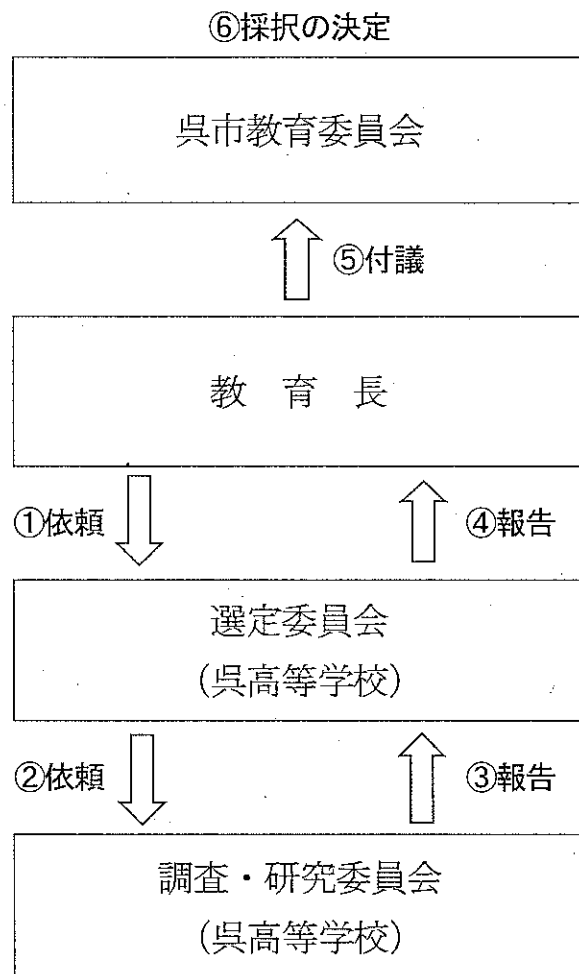 ⑥採択の決定
呉市教育委員会
⑤付議
教 育 長
①依頼
④報告
選定委員会
(呉高等学校)
②依頼
③報告
調査・研究委員会
(呉高等学校)